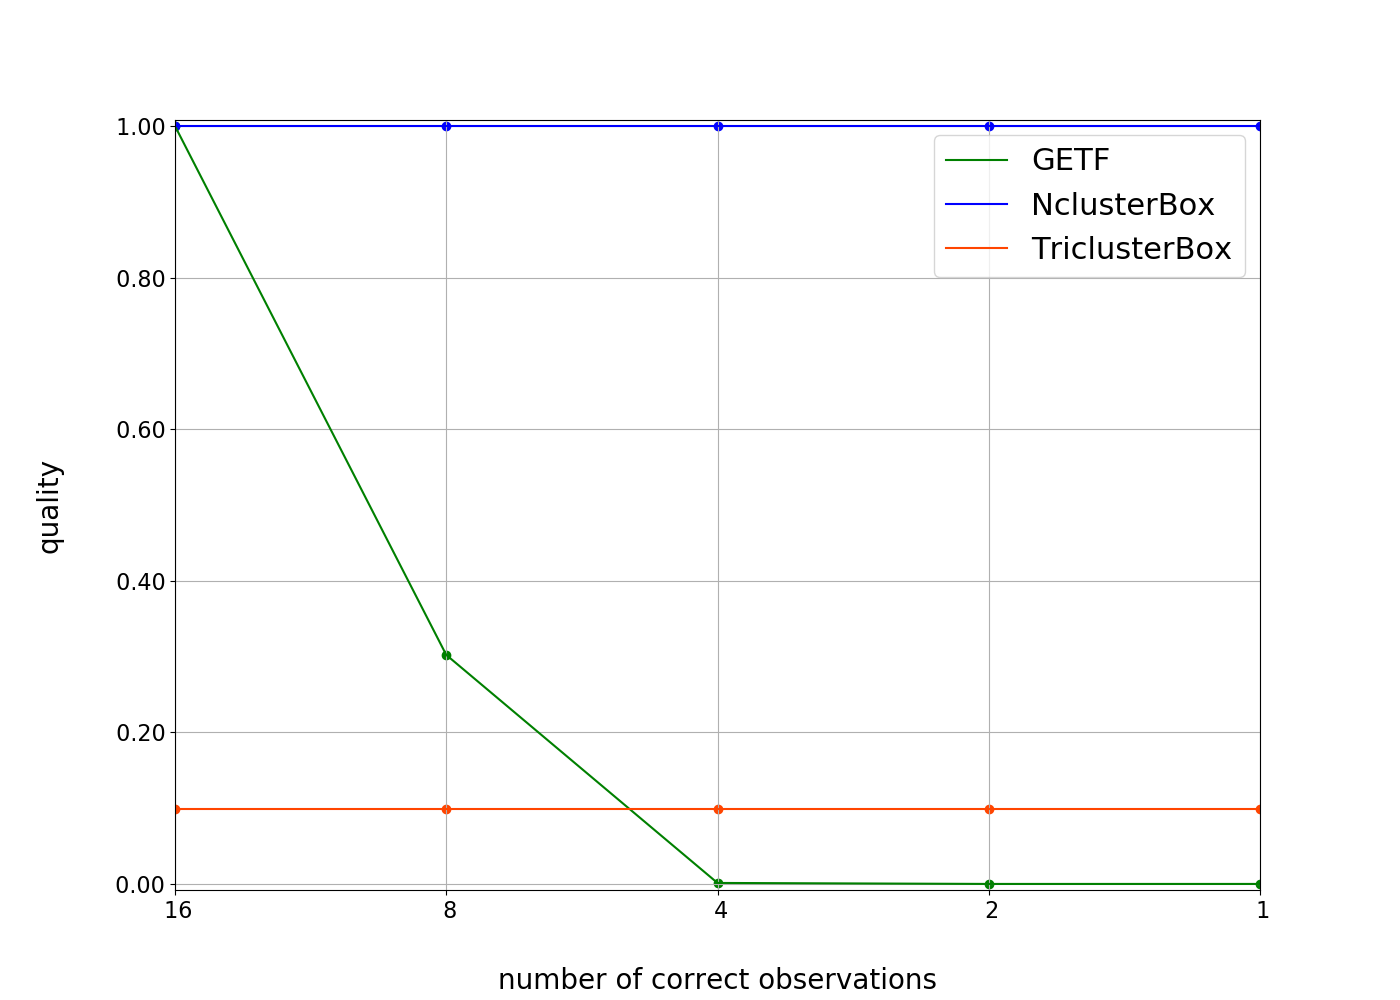 1.00
0.80
0.60
0.40
0.20
0.00
quality
GETF
NclusterBox
TriclusterBox
16 8 4 2 1
number of correct observations